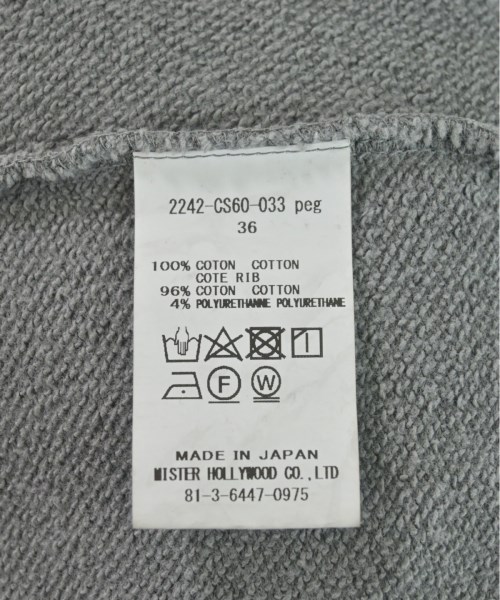 2242-CS60-033 peg
36
100% COTON COTTON
COTE RIB
96% COTON COTTON
4% POLYURETHANNE POLYURETHANE
F W
MADE IN JAPAN
MISTER HOLLYWOOD CO.,LTD
81-3-6447-0975